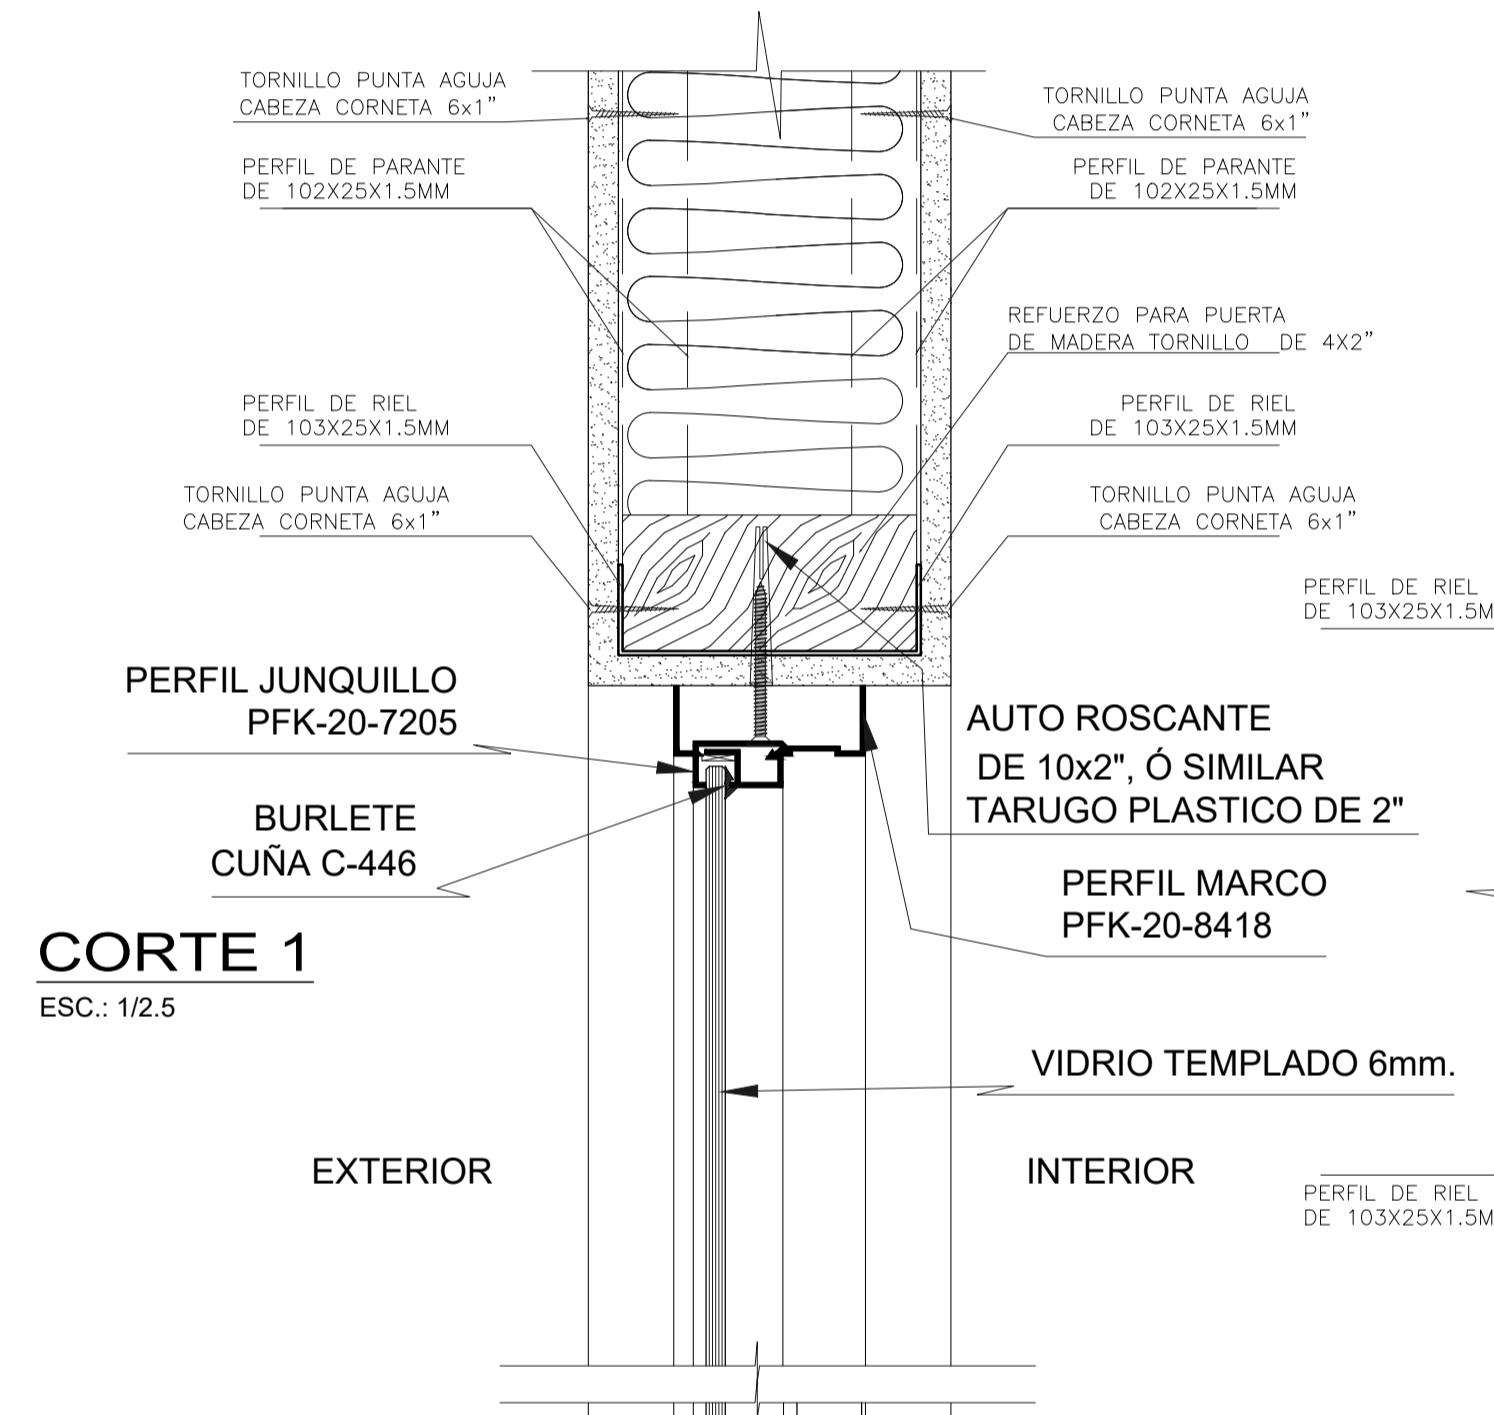 TORNILLO PUNTA AGUJA
CABEZA CORNETA 6x1”
TORNILLO PUNTA AGUJA
CABEZA CORNETA 6x1”
PERFIL DE PARANTE
DE 102X25X1.5MM
PERFIL DE PARANTE
DE 102X25X1.5MM
REFUERZO PARA PUERTA
DE MADERA TORNILLO DE 4X2”
PERFIL DE RIEL
DE 103X25X1.5MM
PERFIL DE RIEL
DE 103X25X1.5MM
TORNILLO PUNTA AGUJA
CABEZA CORNETA 6x1”
TORNILLO PUNTA AGUJA
CABEZA CORNETA 6x1”
PERFIL DE RIEL
DE 103X25X1.5M
PERFIL JUNQUILLO
PFK-20-7205
AUTO ROSCANTE
DE 10x2", Ó SIMILAR
TARUGO PLASTICO DE 2"
BURLETE
CUÑA C-446
PERFIL MARCO
PFK-20-8418
CORTE 1
ESC.: 1/2.5
VIDRIO TEMPLADO 6mm.
EXTERIOR
INTERIOR
PERFIL DE RIEL
DE 103X25X1.5M